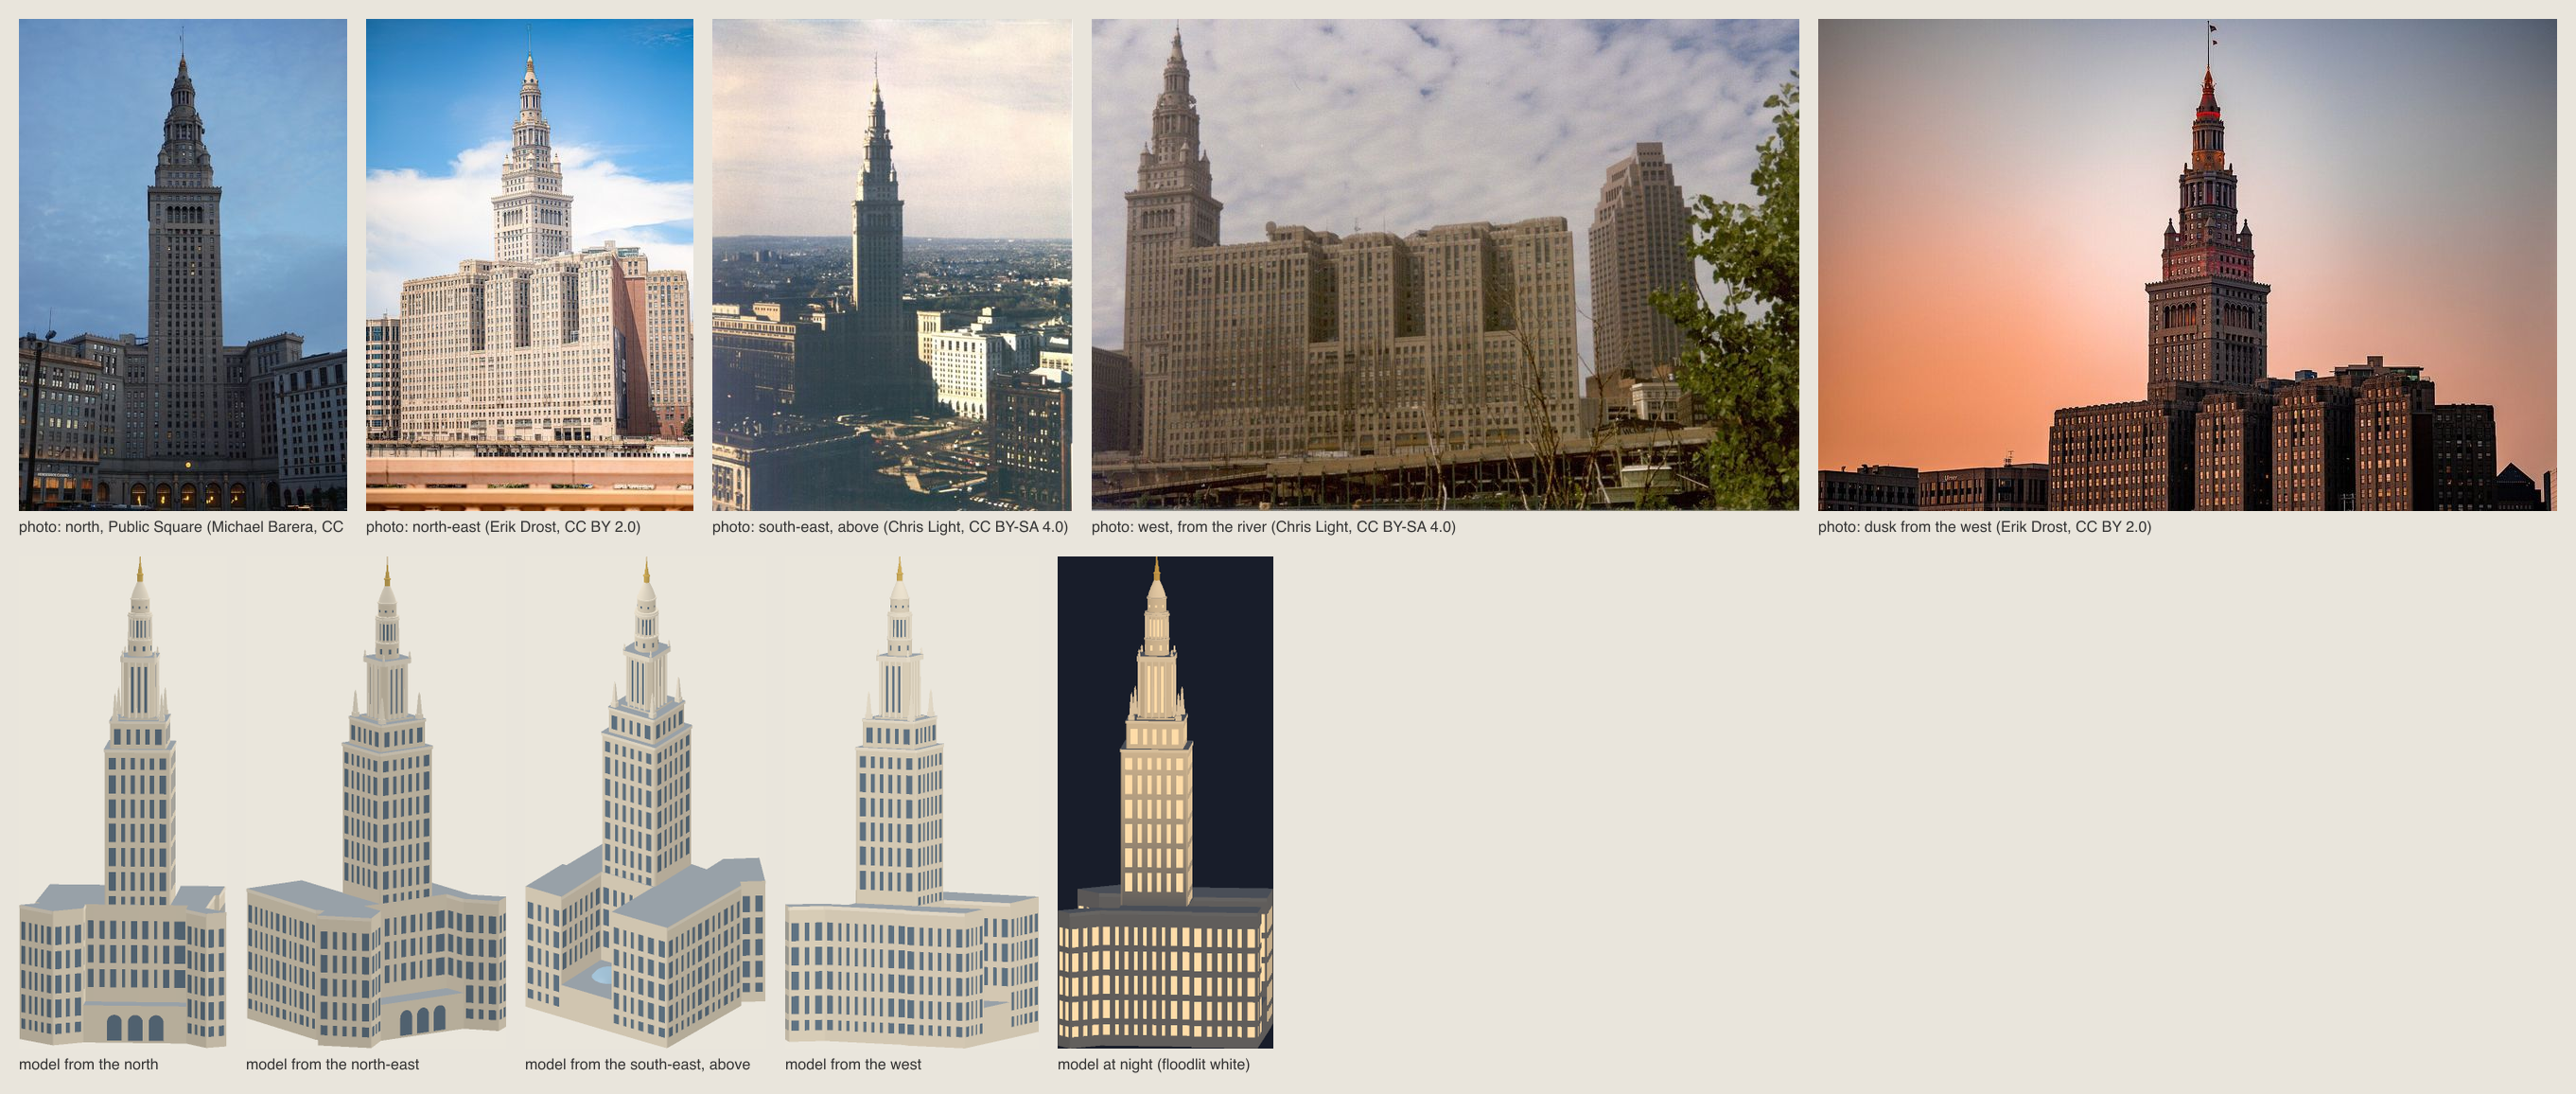 photo: north, Public Square (Michael Barera, CC
photo: north-east (Erik Drost, CC BY 2.0)
photo: south-east, above (Chris Light, CC BY-SA 4.0)
photo: west, from the river (Chris Light, CC BY-SA 4.0)
photo: dusk from the west (Erik Drost, CC BY 2.0)
model from the north
model from the north-east
model from the south-east, above
model from the west
model at night (floodlit white)